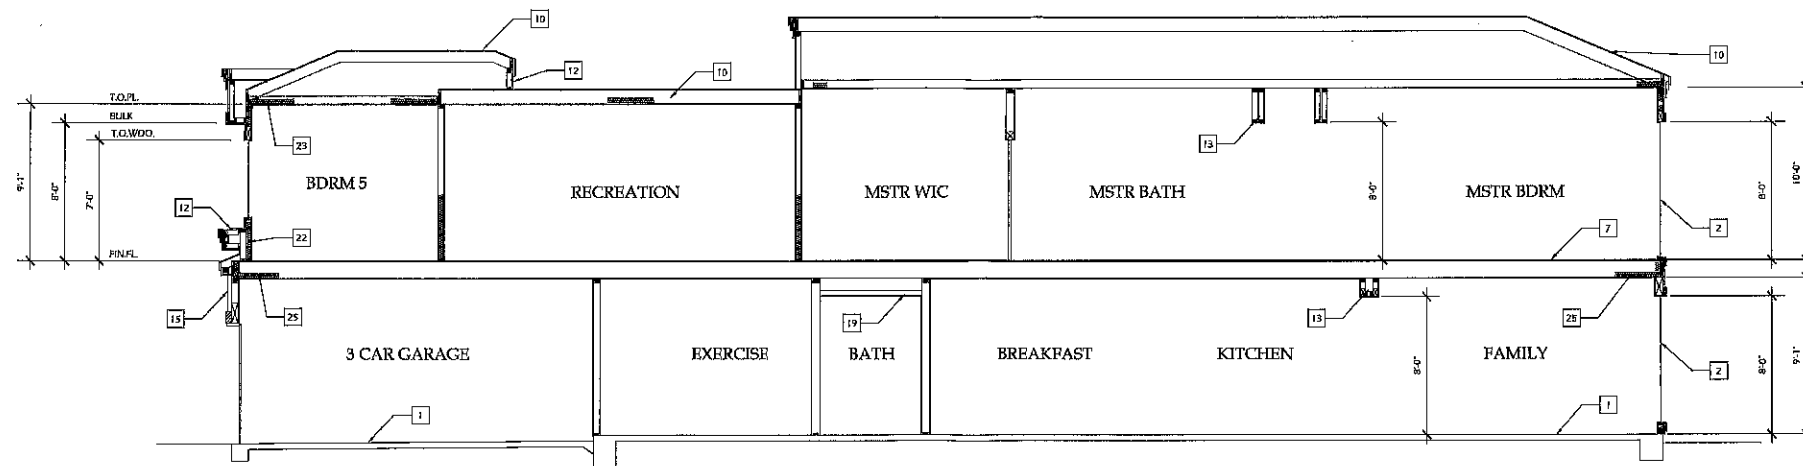 10
10
12
10
T.O.PL.
BULK
T.O.WDO.
23
13
9'-1"
8'-0"
7'-0"
BDRM 5
RECREATION
MSTR WIC
MSTR BATH
8'-0"
MSTR BDRM
8'-0"
10'-0"
12
22
7
2
FIN.FL.
15
25
19
13
25
3 CAR GARAGE
EXERCISE
BATH
BREAKFAST
KITCHEN
8'-0"
FAMILY
2
8'-0"
9'-1"
1
1